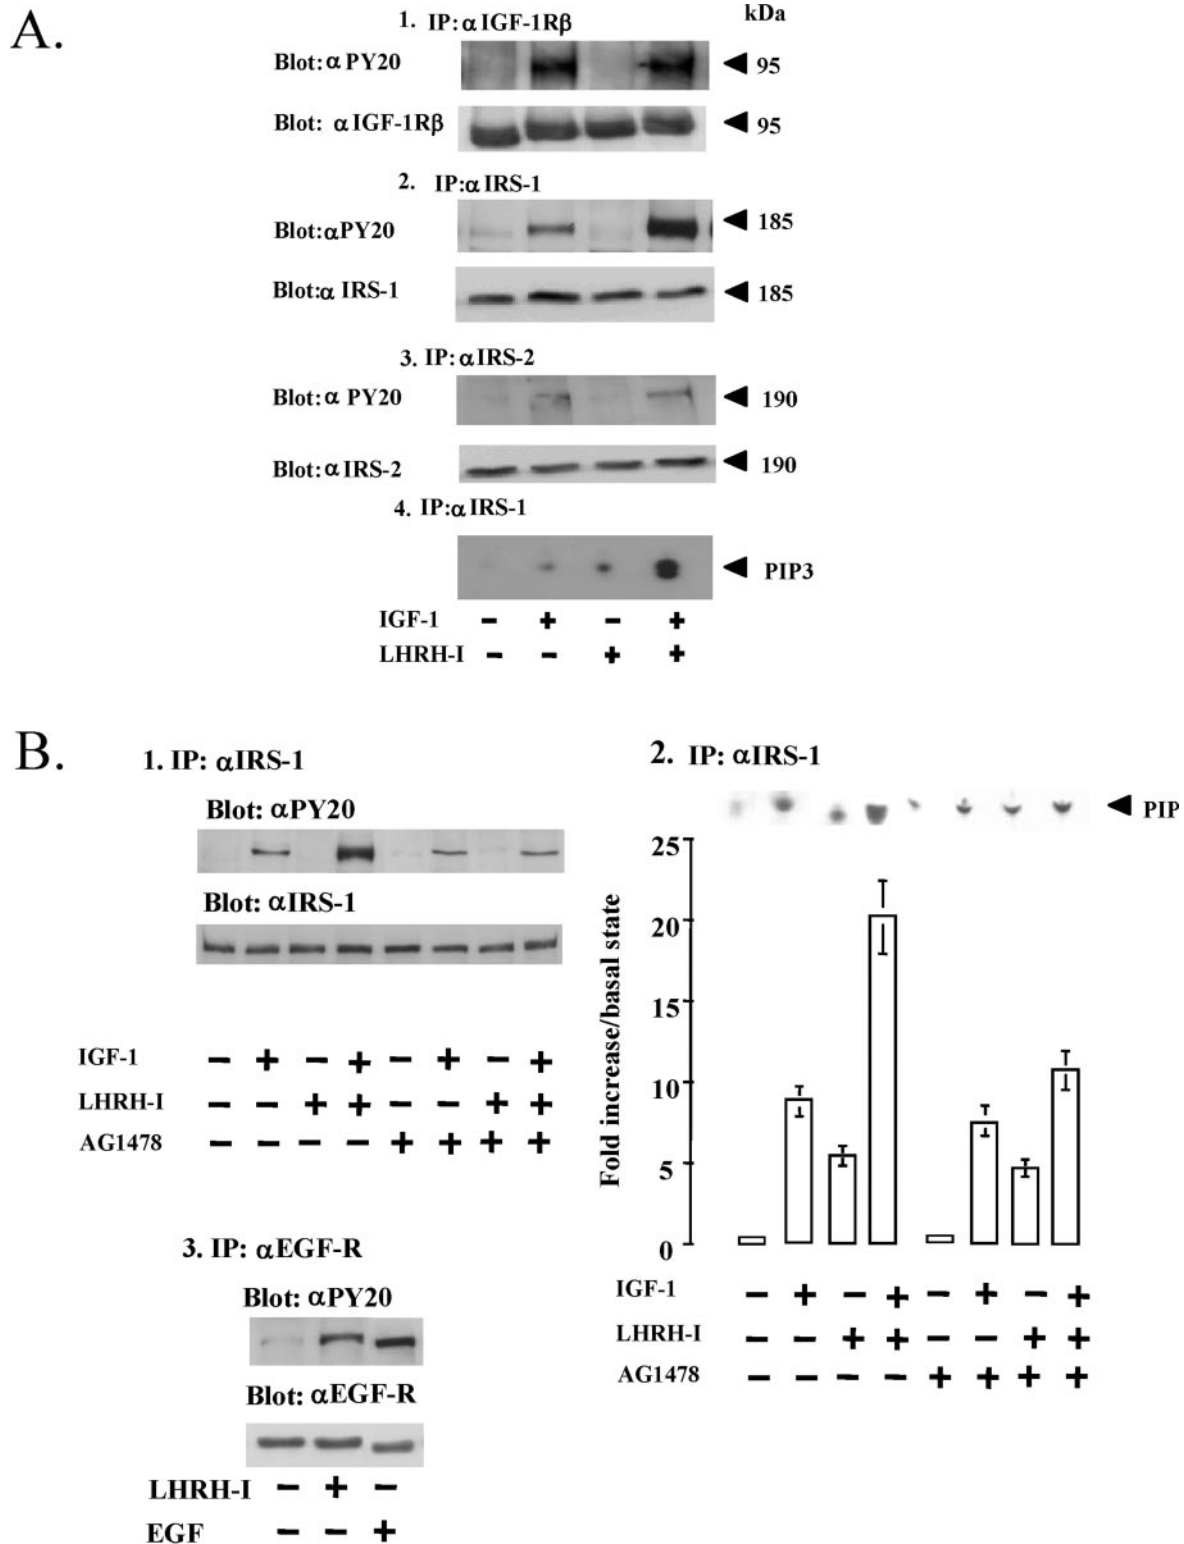 A.
1. IP: αIGF-1Rβ
kDa
Blot: α PY20
95
Blot: αIGF-1Rβ
95
2. IP:α IRS-1
Blot:αPY20
185
Blot:α IRS-1
185
3. IP:αIRS-2
Blot:α PY20
190
Blot:α IRS-2
190
4. IP:α IRS-1
PIP3
IGF-1 − + − +
LHRH-I − − + +
B.
1. IP: αIRS-1
Blot: αPY20
Blot: αIRS-1
IGF-1 − + − + − + − +
LHRH-I − − + + − − + +
AG1478 − − − − + + + +
2. IP: αIRS-1
PIP
Fold increase/basal state
25
20
15
10
5
0
IGF-1 − + − + − + − +
LHRH-I − − + + − − + +
AG1478 − − − − + + + +
3. IP: αEGF-R
Blot: αPY20
Blot: αEGF-R
LHRH-I − + −
EGF − − +